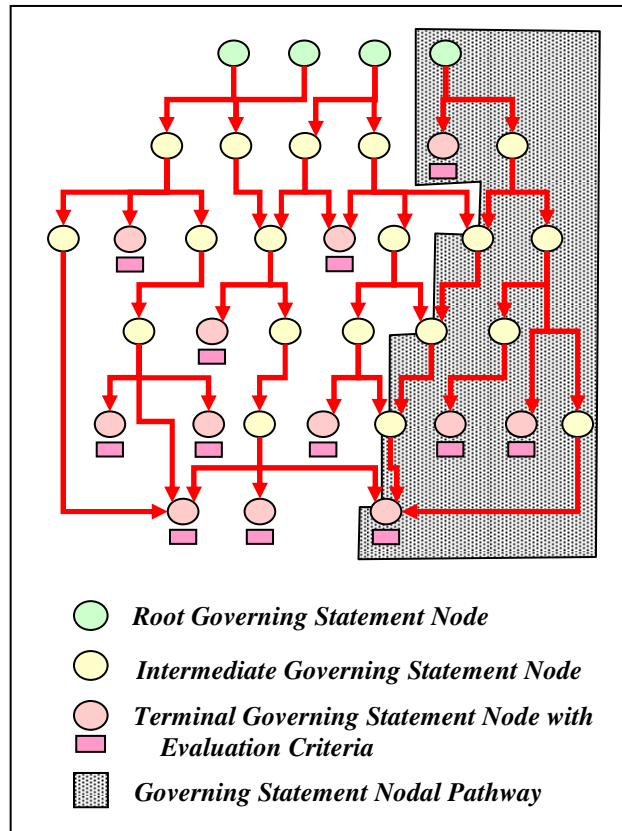 Root Governing Statement Node
Intermediate Governing Statement Node
Terminal Governing Statement Node with
Evaluation Criteria
Governing Statement Nodal Pathway